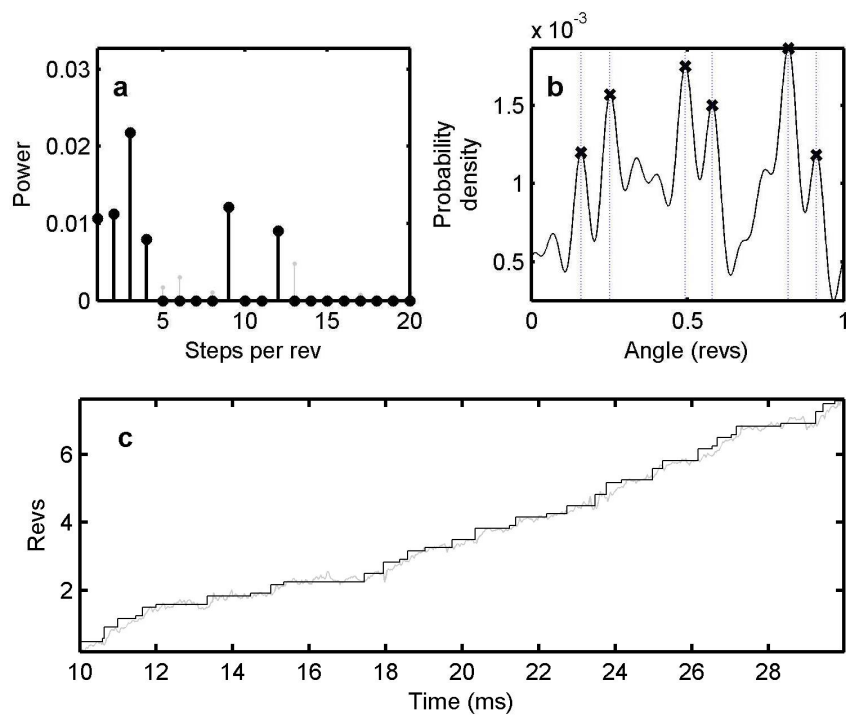 a
0.03
0.02
0.01
0
Power
5 10 15 20
Steps per rev
x 10^-3
b
1.5
1
0.5
Probability
density
0 0.5 1
Angle (revs)
c
6
4
2
Revs
10 12 14 16 18 20 22 24 26 28
Time (ms)